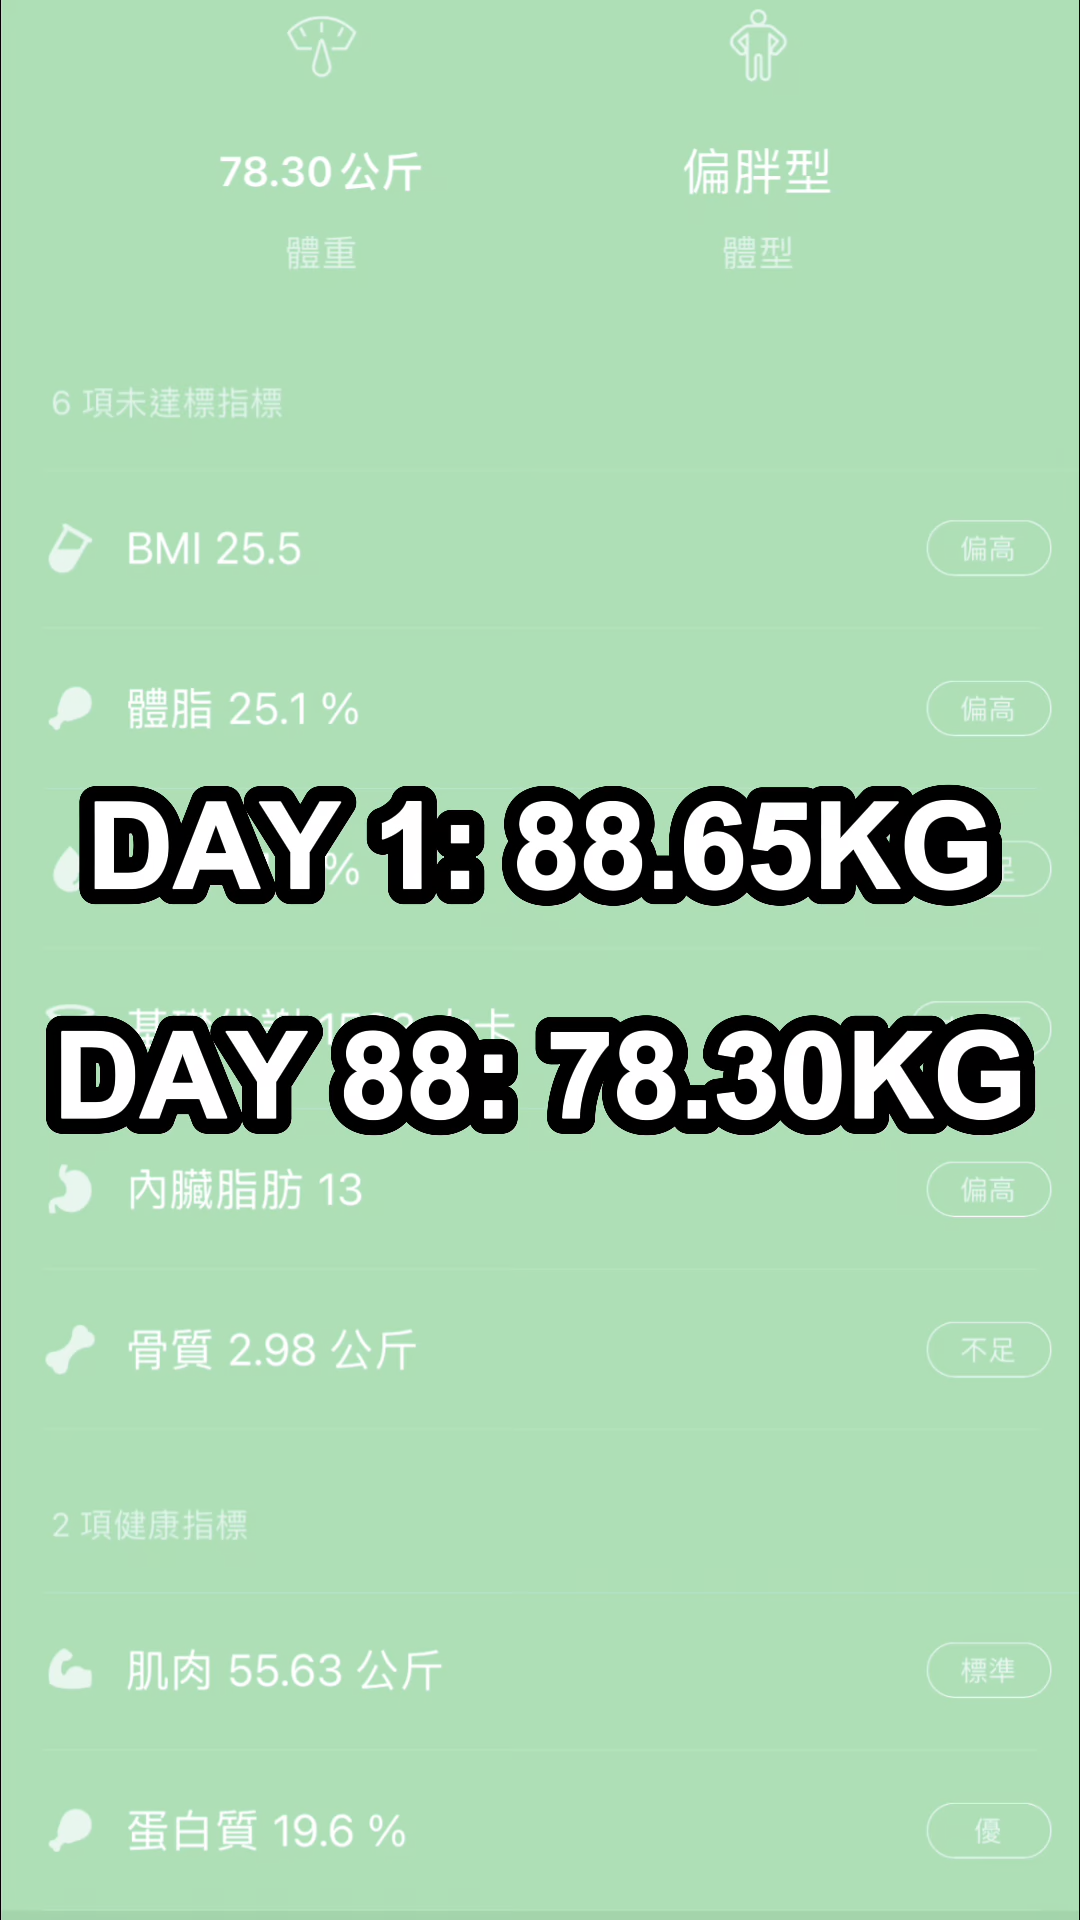 78.30 公斤
偏胖型
體重
體型
6 項未達標指標
BMI 25.5
偏高
體脂 25.1 %
偏高
DAY 1: 88.65KG
%
DAY 88: 78.30KG
內臟脂肪 13
偏高
骨質 2.98 公斤
不足
2 項健康指標
肌肉 55.63 公斤
標準
蛋白質 19.6 %
優